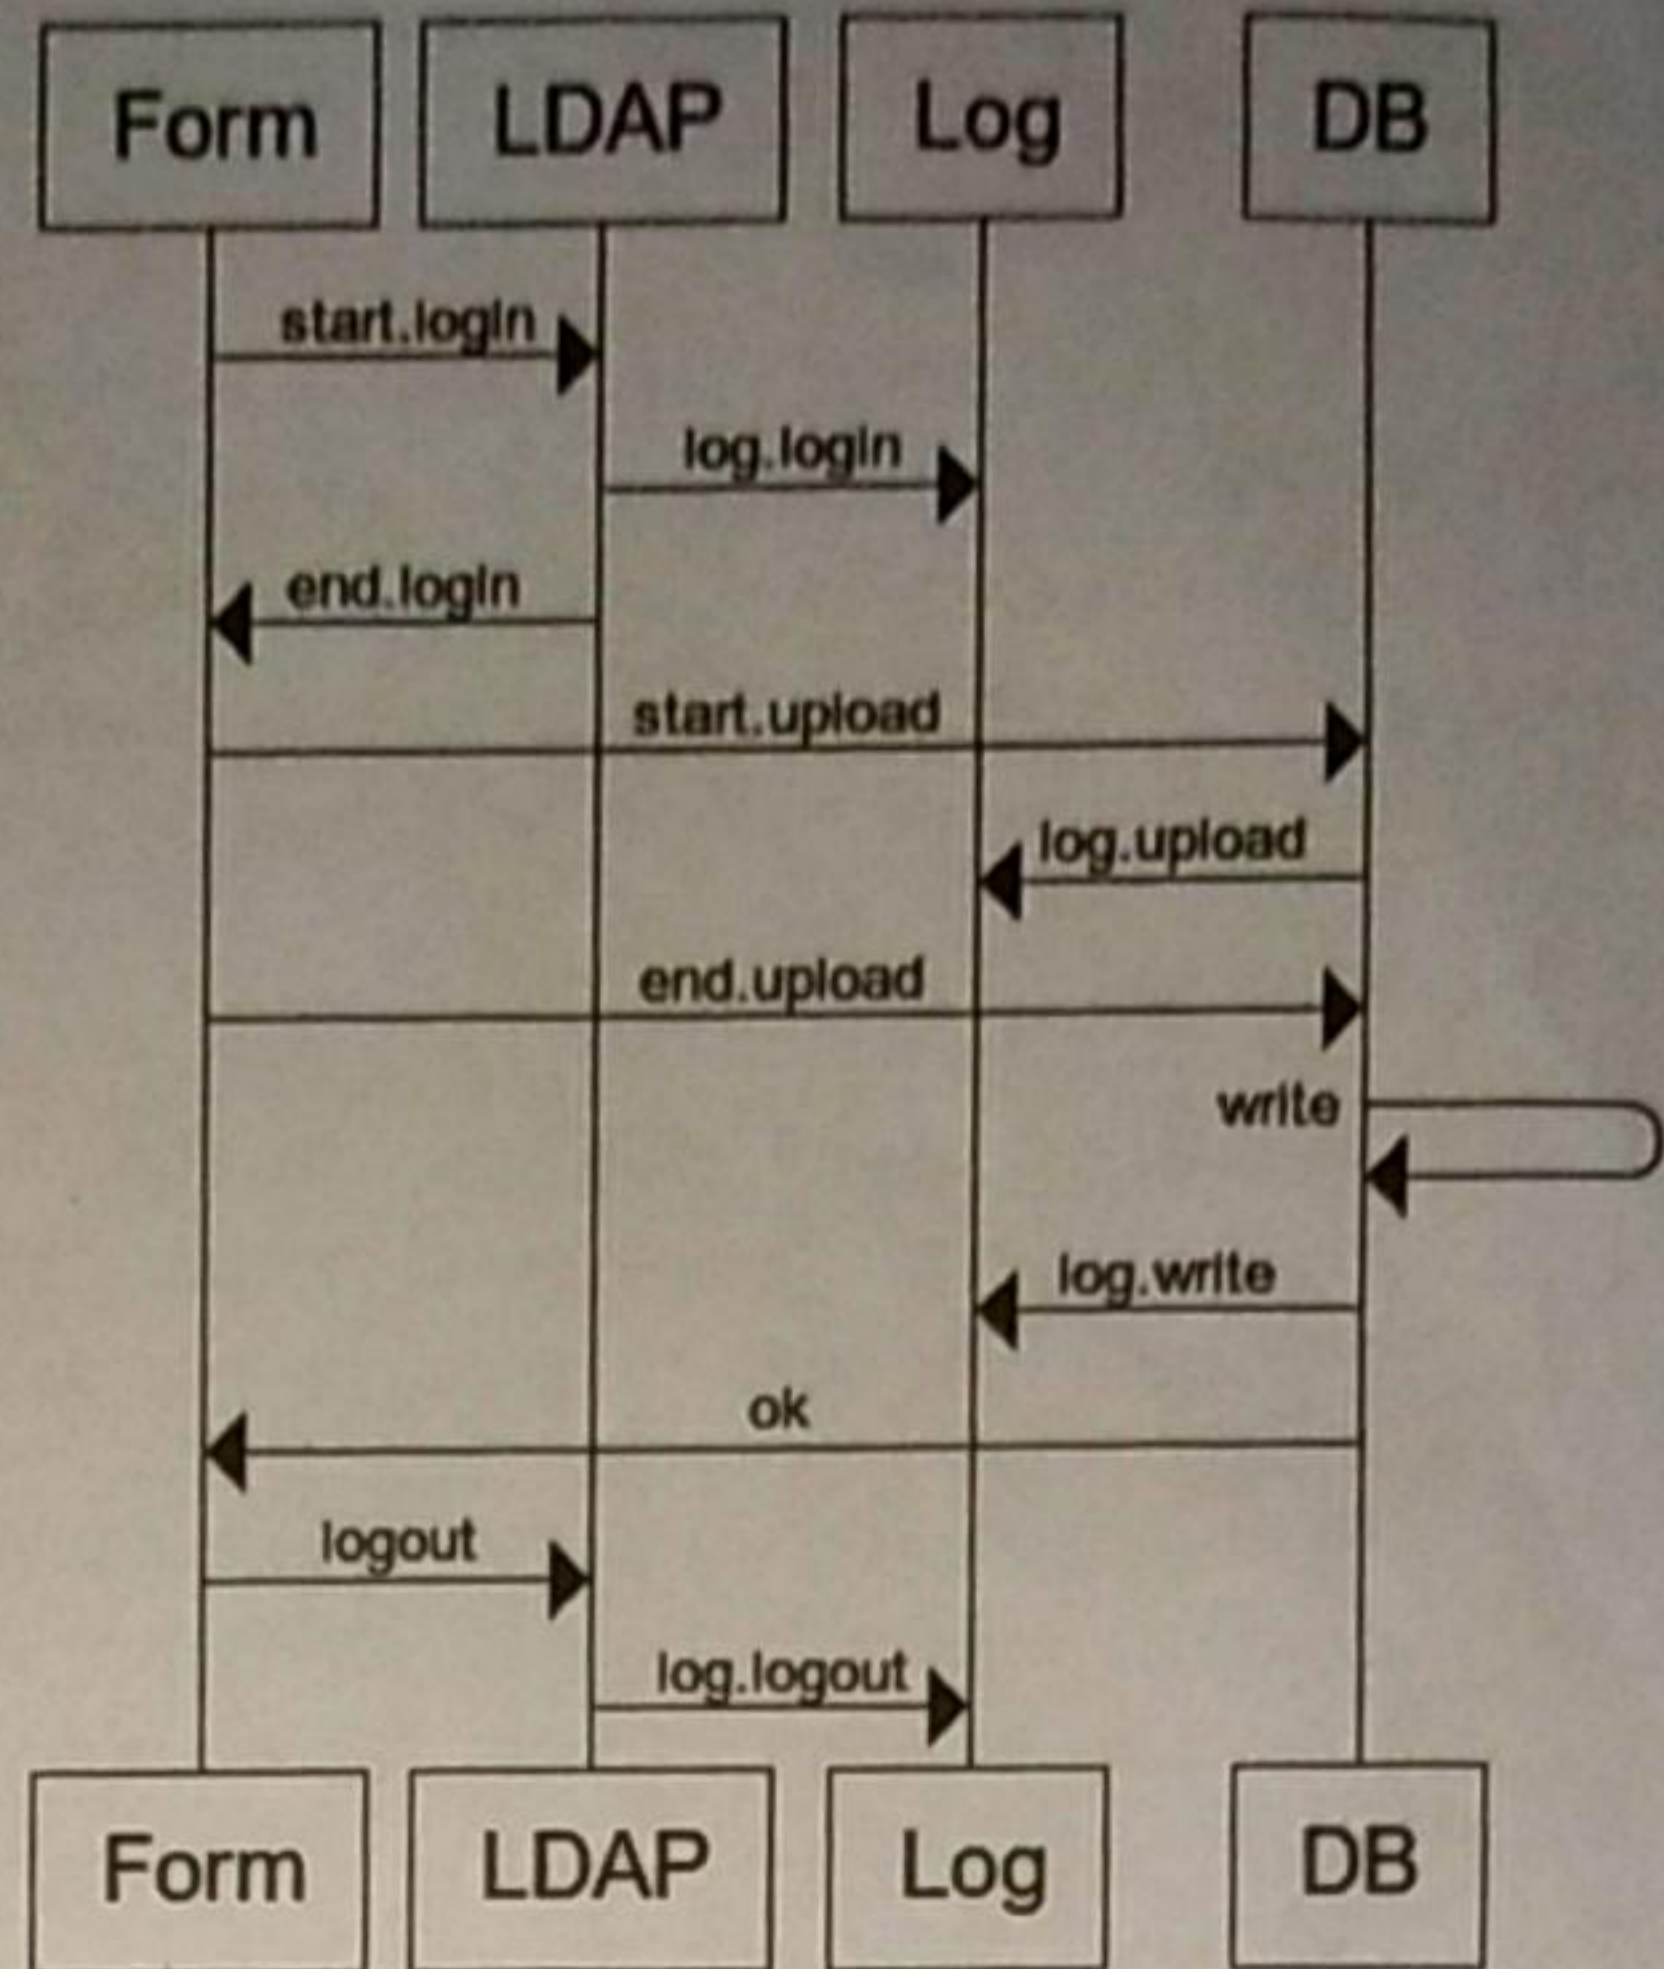 Form LDAP Log DB
start.login
log.login
end.login
start.upload
log.upload
end.upload
write
log.write
ok
logout
log.logout
Form LDAP Log DB